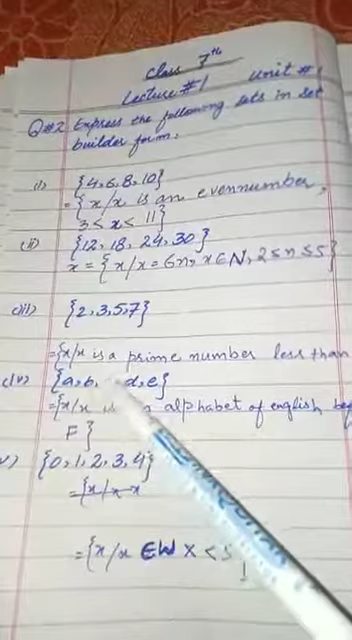 Class 7th
Lecture #1 Unit #1
Q#2 Express the following sets in set
builder form.
(i) {4,6,8,10}
= {x/x is an even number,
3 < x < 11}
(ii) {12, 18, 24, 30}
x = {x/x = 6n, x ∈ N, 2 ≤ n ≤ 5}
(iii) {2,3,5,7}
= {x/x is a prime number less than
(iv) {a,b, d,e}
= {x/x is alphabet of english
F}
v) {0,1,2,3,4}
= {x/x x
= {x/x ∈ W x < 5